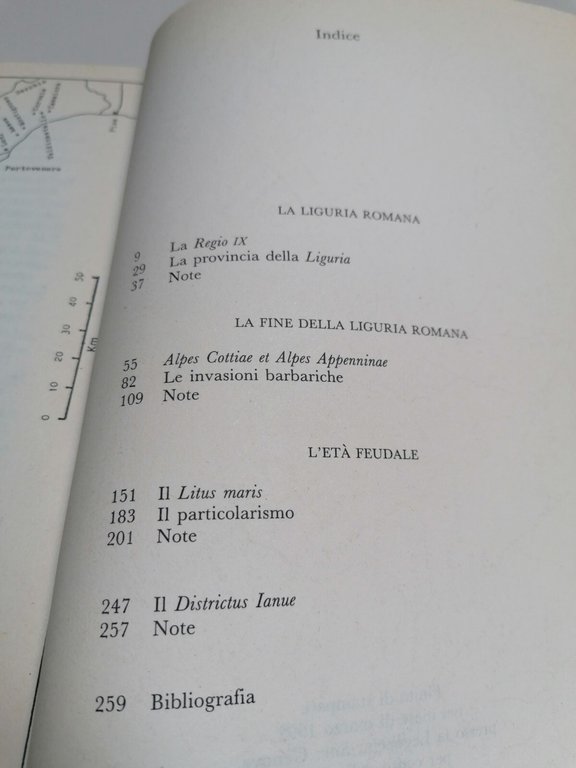 Indice
LA LIGURIA ROMANA
9 La Regio IX
29 La provincia della Liguria
37 Note
LA FINE DELLA LIGURIA ROMANA
55 Alpes Cottiae et Alpes Appenninae
82 Le invasioni barbariche
109 Note
L'ETÀ FEUDALE
151 Il Litus maris
183 Il particolarismo
201 Note
247 Il Districtus Ianue
257 Note
259 Bibliografia
Portovenero
0 10 20 30 40 50
Km